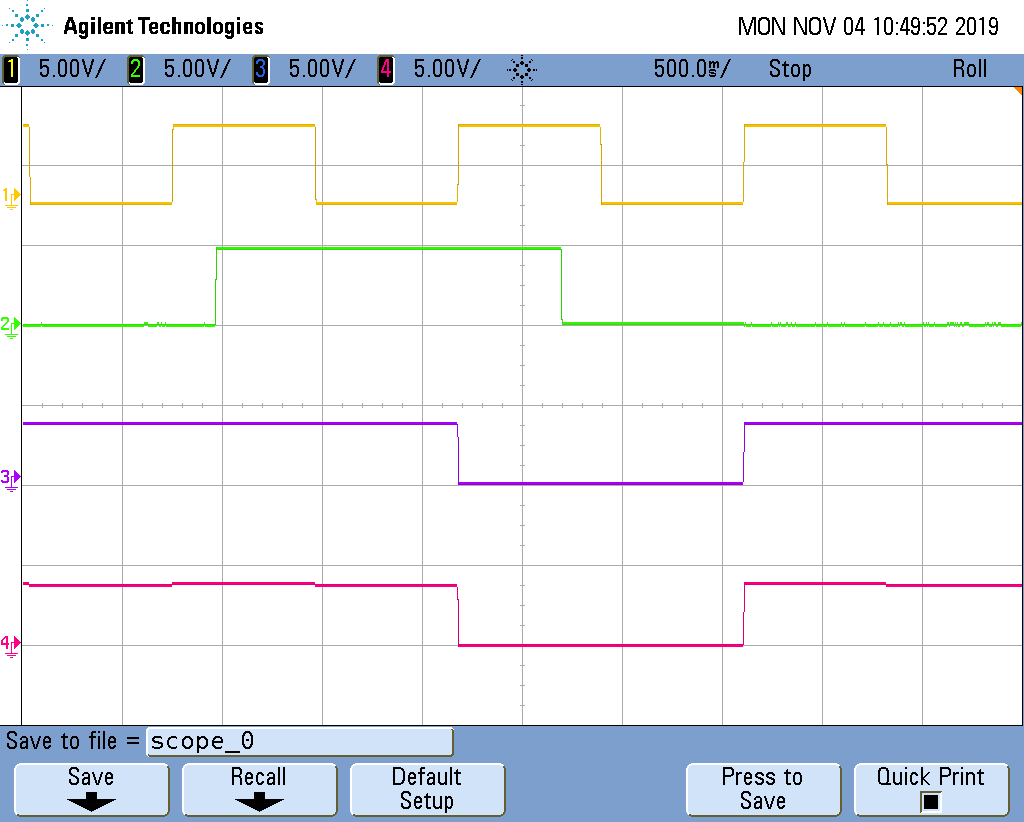 Agilent Technologies
MON NOV 04 10:49:52 2019
1 5.00V/ 2 5.00V/ 3 5.00V/ 4 5.00V/ 500.0ms/ Stop Roll
1
2
3
4
Save to file = scope_0
Save Recall Default Setup Press to Save Quick Print